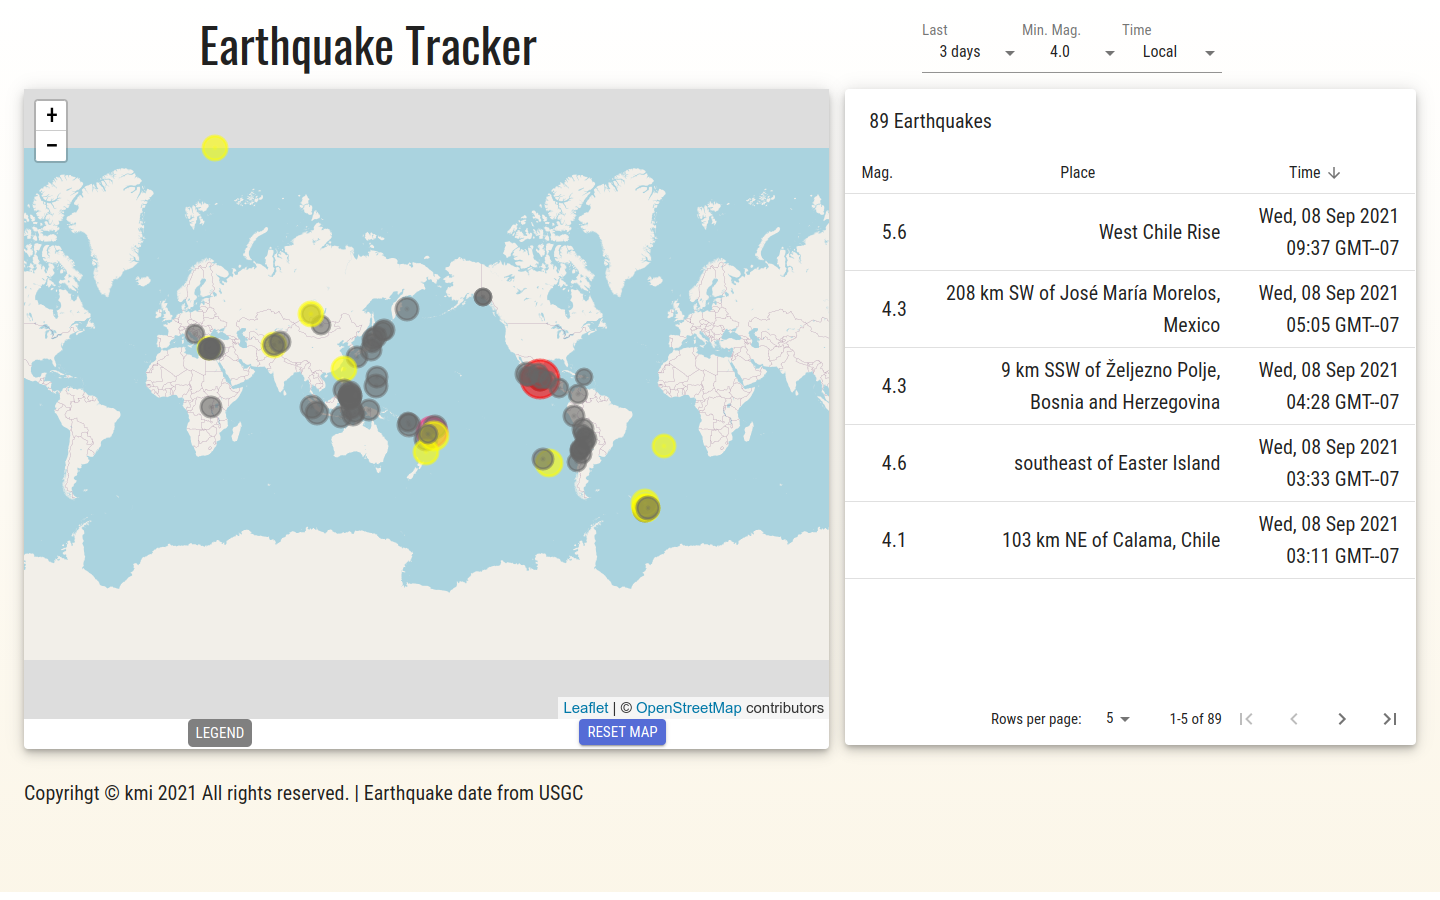 Earthquake Tracker
Last Min. Mag. Time
3 days 4.0 Local
+
−
89 Earthquakes
Mag. Place Time
5.6 West Chile Rise Wed, 08 Sep 2021
09:37 GMT--07
4.3 208 km SW of José María Morelos, Wed, 08 Sep 2021
Mexico 05:05 GMT--07
4.3 9 km SSW of Željezno Polje, Wed, 08 Sep 2021
Bosnia and Herzegovina 04:28 GMT--07
4.6 southeast of Easter Island Wed, 08 Sep 2021
03:33 GMT--07
4.1 103 km NE of Calama, Chile Wed, 08 Sep 2021
03:11 GMT--07
Leaflet | © OpenStreetMap contributors
LEGEND RESET MAP
Rows per page: 5 1-5 of 89
Copyrihgt © kmi 2021 All rights reserved. | Earthquake date from USGC